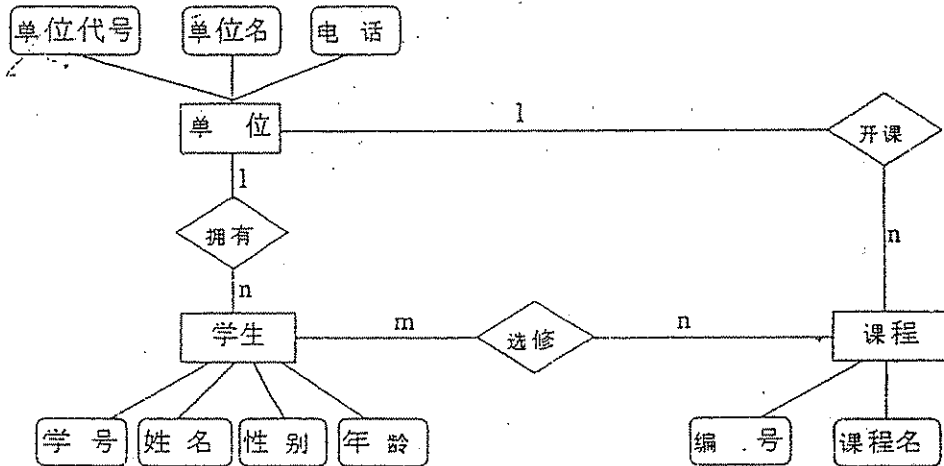 单位代号 单位名 电 话
单 位 1 开课
1
拥有 n
n
学生 m 选修 n 课程
学 号 姓 名 性 别 年 龄 编 号 课程名